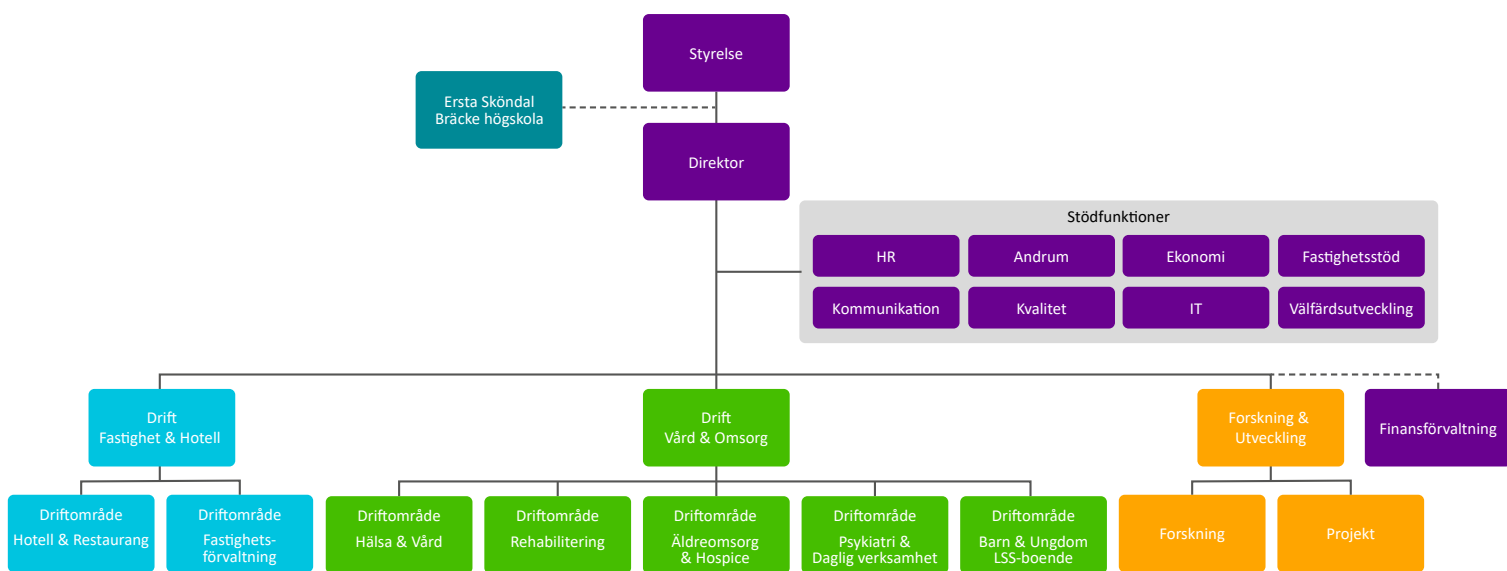 Styrelse
Ersta Sköndal
Bräcke högskola
Direktor
Stödfunktioner
HR
Andrum
Ekonomi
Fastighetsstöd
Kommunikation
Kvalitet
IT
Välfärdsutveckling
Drift
Fastighet & Hotell
Drift
Vård & Omsorg
Forskning &
Utveckling
Finansförvaltning
Driftområde
Hotell & Restaurang
Driftområde
Fastighets-
förvaltning
Driftområde
Hälsa & Vård
Driftområde
Rehabilitering
Driftområde
Äldreomsorg
& Hospice
Driftområde
Psykiatri &
Daglig verksamhet
Driftområde
Barn & Ungdom
LSS-boende
Forskning
Projekt